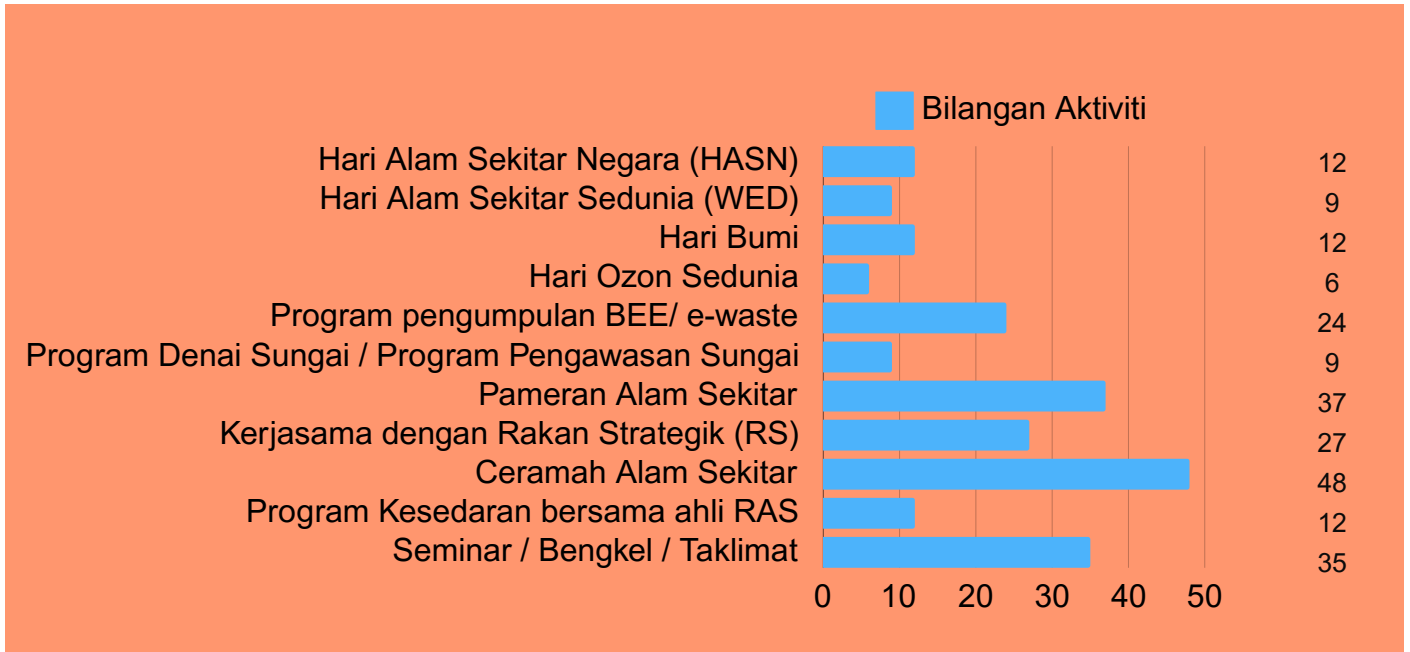 Bilangan Aktiviti
Hari Alam Sekitar Negara (HASN) 12
Hari Alam Sekitar Sedunia (WED) 9
Hari Bumi 12
Hari Ozon Sedunia 6
Program pengumpulan BEE/ e-waste 24
Program Denai Sungai / Program Pengawasan Sungai 9
Pameran Alam Sekitar 37
Kerjasama dengan Rakan Strategik (RS) 27
Ceramah Alam Sekitar 48
Program Kesedaran bersama ahli RAS 12
Seminar / Bengkel / Taklimat 35
0 10 20 30 40 50